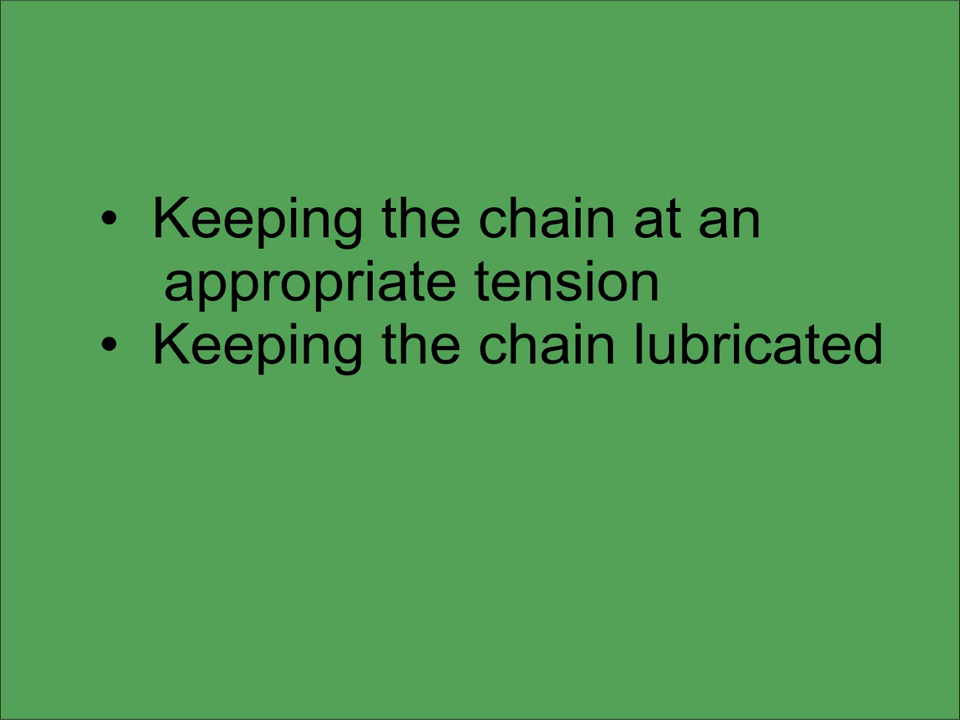 • Keeping the chain at an
appropriate tension
• Keeping the chain lubricated